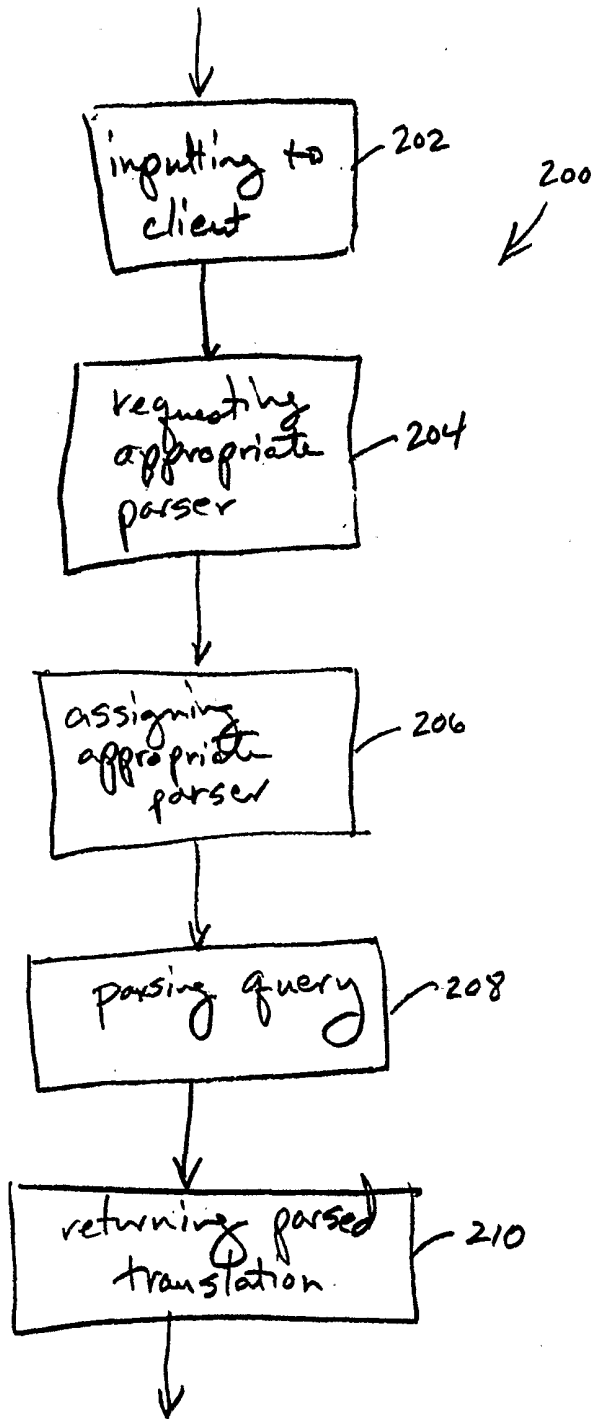 inputting to
client
202
200
requesting
appropriate
parser
204
assigning
appropriate
parser
206
parsing query
208
returning parsed
translation
210